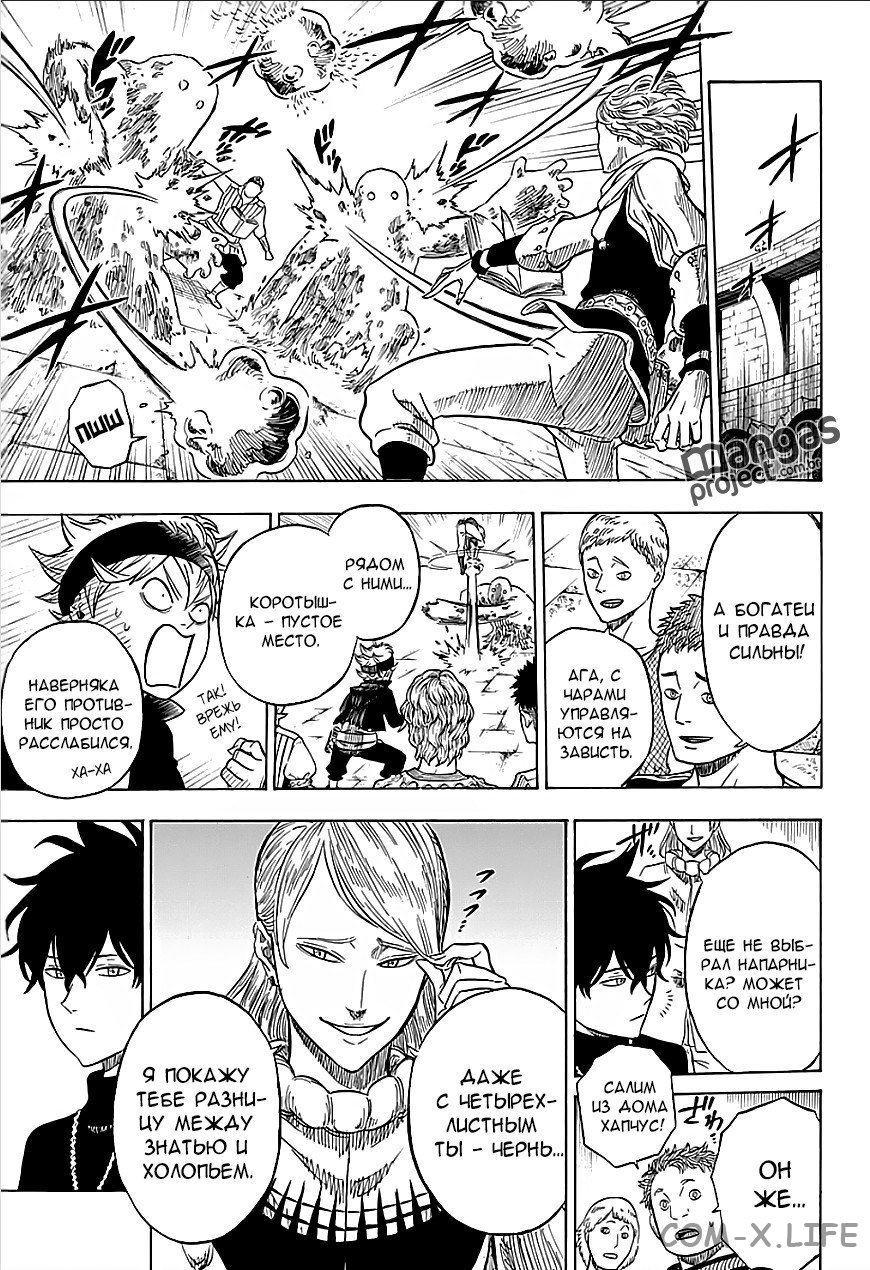 ПШШ
mangas
project.com.br
А БОГАТЕИ
И ПРАВДА
СИЛЬНЫ!
АГА, С
НАРАМИ
УПРАВЛЯ-
ЮТСЯ НА
ЗАВИСТЬ.
РЯДОМ
С НИМИ...
КОРОТЫШ-
КА – ПУСТОЕ
МЕСТО.
ТАК!
ВРЕЖЬ
ЕМУ!
НАВЕРНЯКА
ЕГО ПРОТИВ-
НИК ПРОСТО
РАССЛАБИЛСЯ.
ХА-ХА
ЕЩЕ НЕ ВЫБ-
РАЛ НАПАРНИ-
КА? МОЖЕТ
СО МНОЙ?
САЛИМ
ИЗ ДОМА
ХАПЧУС!
ОН
ЖЕ...
ДАЖЕ
С ЧЕТЫРЕХ-
ЛИСТНЫМ
ТЫ – ЧЕРНЬ...
Я ПОКАЖУ
ТЕБЕ РАЗНИ-
ЦУ МЕЖДУ
ЗНАТЬЮ И
ХОЛОПЬЕМ.
COM-X.LIFE